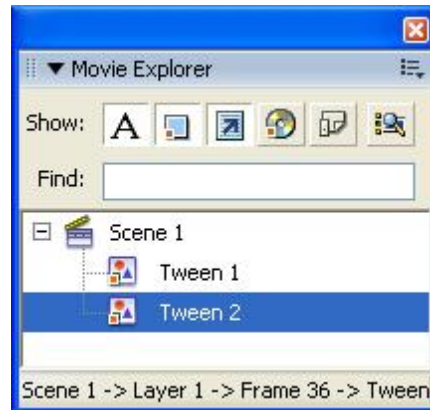 Movie Explorer
Show: A
Find:
Scene 1
Tween 1
Tween 2
Scene 1 -> Layer 1 -> Frame 36 -> Tween